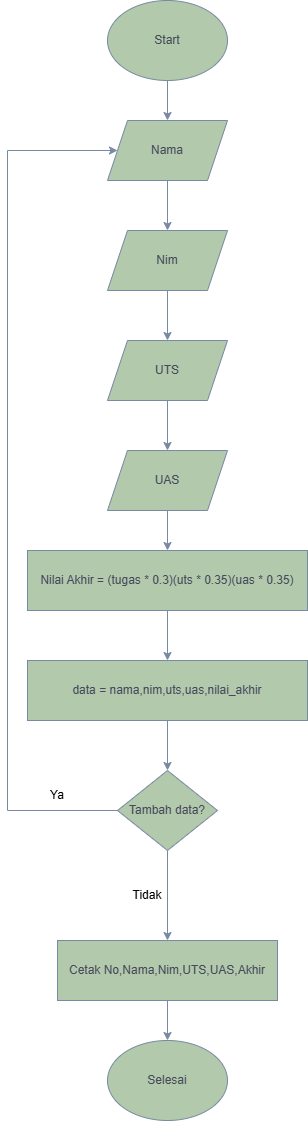 Start
Nama
Nim
UTS
UAS
Nilai Akhir = (tugas * 0.3)(uts * 0.35)(uas * 0.35)
data = nama,nim,uts,uas,nilai_akhir
Tambah data?
Ya
Tidak
Cetak No,Nama,Nim,UTS,UAS,Akhir
Selesai